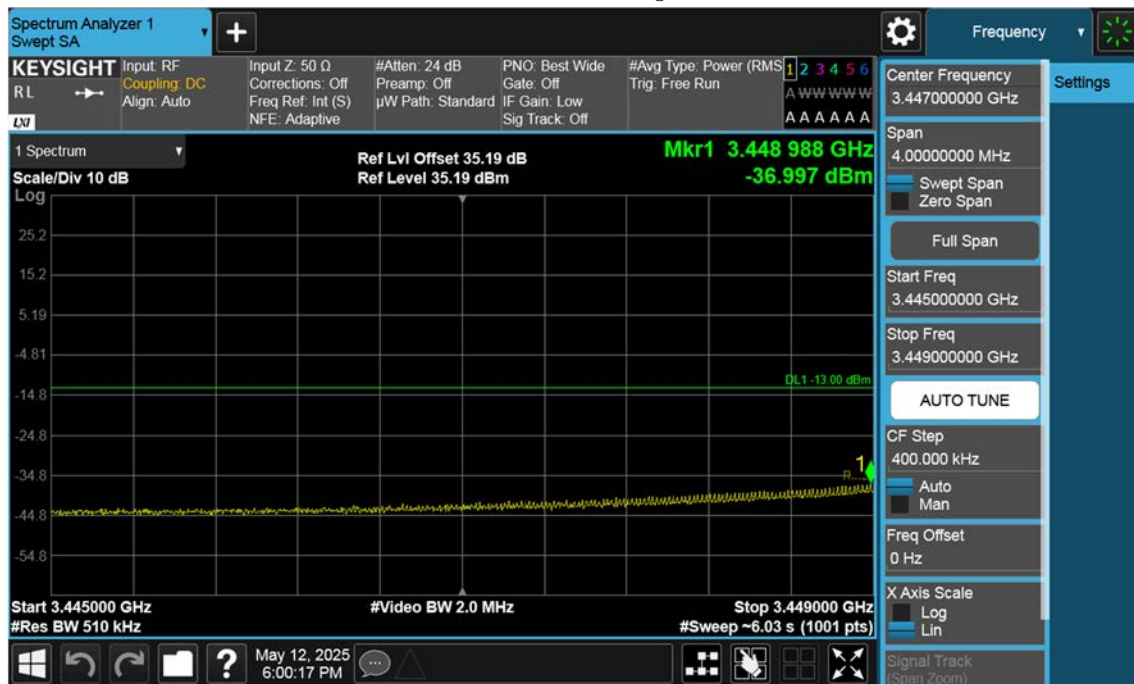 Spectrum Analyzer 1
Swept SA
+
Frequency
KEYSIGHT
RL
LXI
Input: RF
Coupling: DC
Align: Auto
Input Z: 50 Ω
Corrections: Off
Freq Ref: Int (S)
NFE: Adaptive
#Atten: 24 dB
Preamp: Off
µW Path: Standard
PNO: Best Wide
Gate: Off
IF Gain: Low
Sig Track: Off
#Avg Type: Power (RMS
Trig: Free Run
1 2 3 4 5 6
A W W W W W
A A A A A A
1 Spectrum
Scale/Div 10 dB
Ref Lvl Offset 35.19 dB
Ref Level 35.19 dBm
Mkr1 3.448 988 GHz
-36.997 dBm
Log
25.2
15.2
5.19
-4.81
-14.8
-24.8
-34.8
-44.8
-54.8
DL1 -13.00 dBm
1
R...
Start 3.445000 GHz
#Res BW 510 kHz
#Video BW 2.0 MHz
Stop 3.449000 GHz
#Sweep ~6.03 s (1001 pts)
Center Frequency
3.447000000 GHz
Span
4.00000000 MHz
Swept Span
Zero Span
Full Span
Start Freq
3.445000000 GHz
Stop Freq
3.449000000 GHz
AUTO TUNE
CF Step
400.000 kHz
Auto
Man
Freq Offset
0 Hz
X Axis Scale
Log
Lin
Signal Track
(Span Zoom)
Settings
?
May 12, 2025
6:00:17 PM